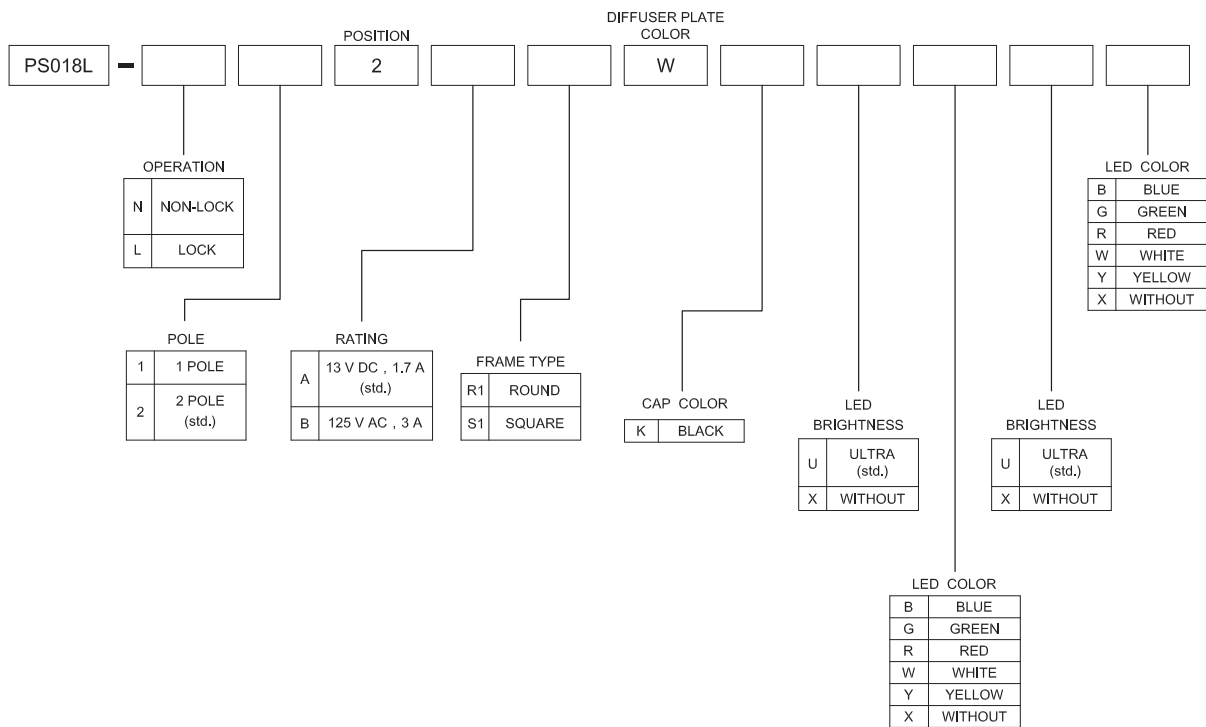 DIFFUSER PLATE
COLOR
POSITION
PS018L - 2 W
OPERATION
N NON-LOCK
L LOCK
POLE
1 1 POLE
2 2 POLE
(std.)
RATING
A 13 V DC , 1.7 A
(std.)
B 125 V AC , 3 A
FRAME TYPE
R1 ROUND
S1 SQUARE
CAP COLOR
K BLACK
LED
BRIGHTNESS
U ULTRA
(std.)
X WITHOUT
LED COLOR
B BLUE
G GREEN
R RED
W WHITE
Y YELLOW
X WITHOUT
LED
BRIGHTNESS
U ULTRA
(std.)
X WITHOUT
LED COLOR
B BLUE
G GREEN
R RED
W WHITE
Y YELLOW
X WITHOUT